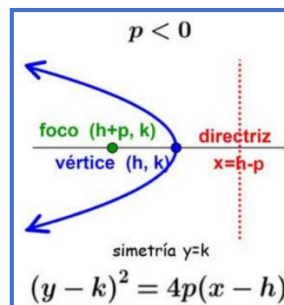 p < 0
foco (h+p, k)
directriz
vértice (h, k)
x=h-p
simetría y=k
(y − k)² = 4p(x − h)